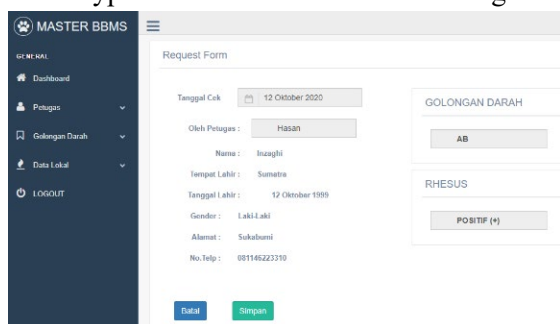 MASTER BBMS
GENERAL
Dashboard
Petugas
Golongan Darah
Data Lokal
LOGOUT
Request Form
Tanggal Cek 12 Oktober 2020
Oleh Petugas : Hasan
Nama : Inzaghi
Tempat Lahir : Sumatra
Tanggal Lahir : 12 Oktober 1999
Gender : Laki-Laki
Alamat : Sukabumi
No.Telp : 081146223310
Batal Simpan
GOLONGAN DARAH
AB
RHESUS
POSITIF (+)